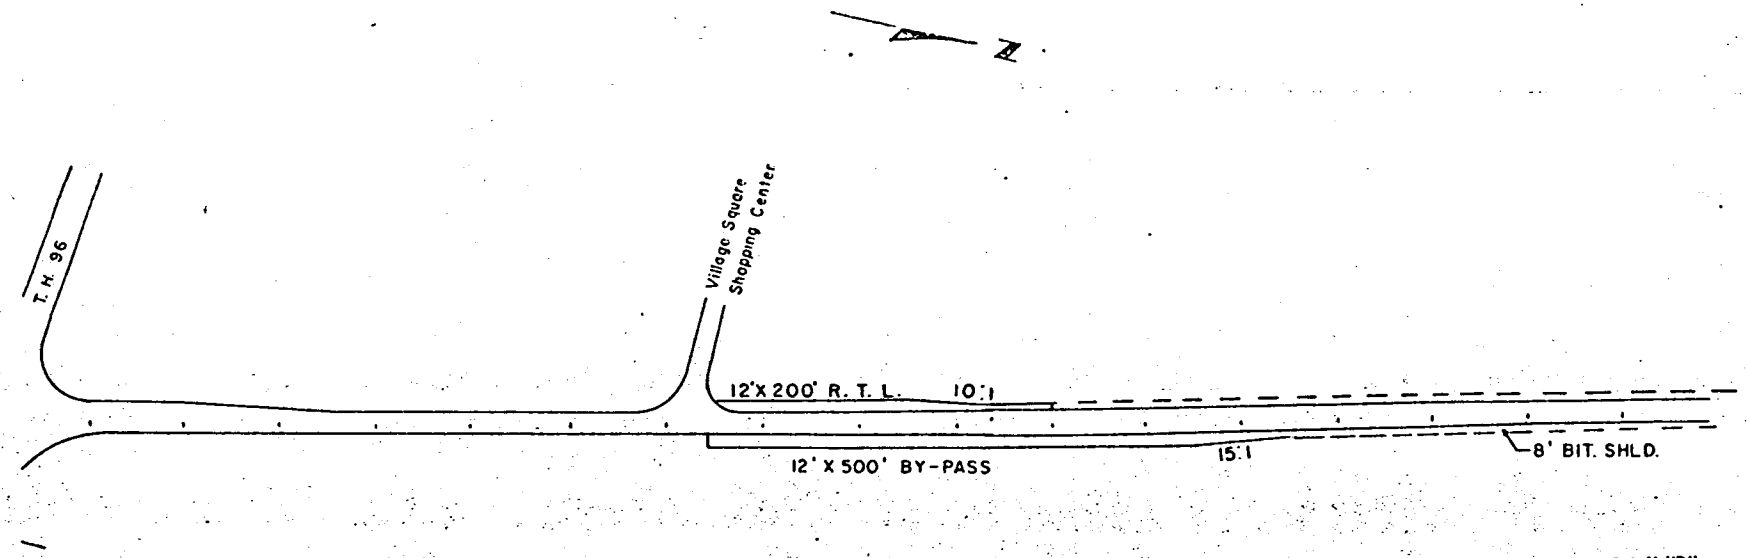 N
T. H. 96
Village Square
Shopping Center
12'X 200' R. T. L.
10:1
12' X 500' BY-PASS
15:1
8' BIT. SHLD.